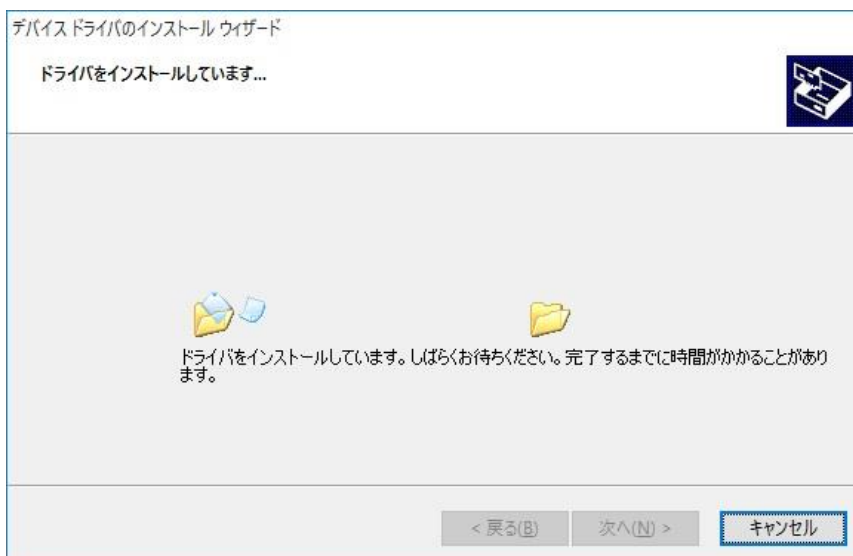 デバイス ドライバのインストール ウィザード
ドライバをインストールしています...
ドライバをインストールしています。しばらくお待ちください。完了するまでに時間がかかることがあり
ます。
< 戻る(B)
次へ(N) >
キャンセル